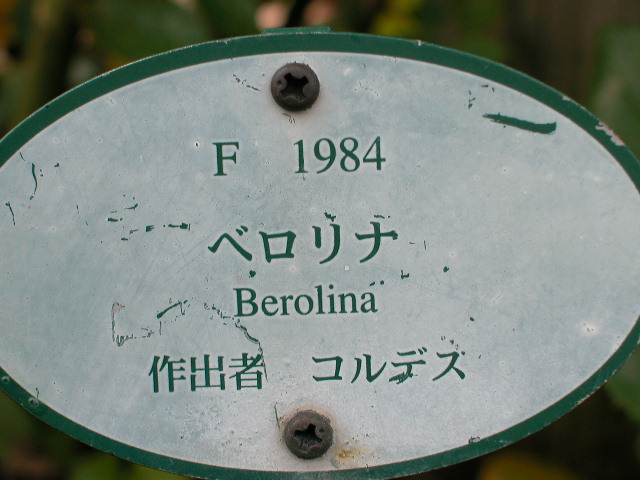 F 1984
ベロリナ
Berolina
作出者 コルデス